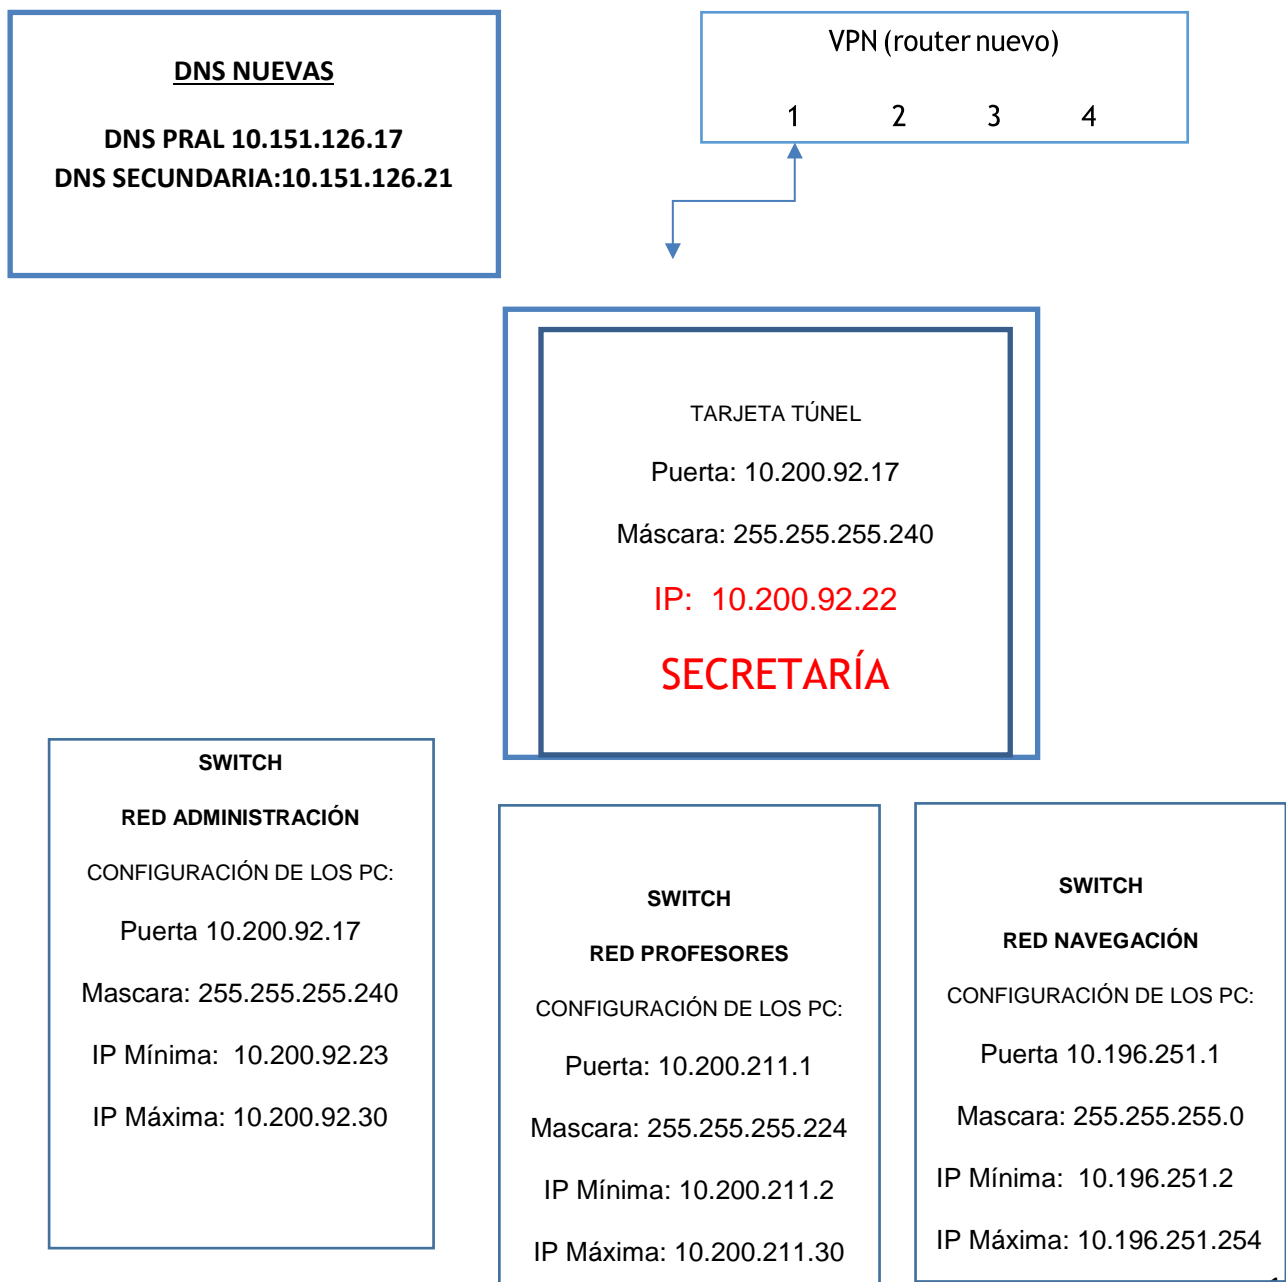 DNS NUEVAS
DNS PRAL 10.151.126.17
DNS SECUNDARIA:10.151.126.21
VPN (router nuevo)
1 2 3 4
TARJETA TÚNEL
Puerta: 10.200.92.17
Máscara: 255.255.255.240
IP: 10.200.92.22
SECRETARÍA
SWITCH
RED ADMINISTRACIÓN
CONFIGURACIÓN DE LOS PC:
Puerta 10.200.92.17
Mascara: 255.255.255.240
IP Mínima: 10.200.92.23
IP Máxima: 10.200.92.30
SWITCH
RED PROFESORES
CONFIGURACIÓN DE LOS PC:
Puerta: 10.200.211.1
Mascara: 255.255.255.224
IP Mínima: 10.200.211.2
IP Máxima: 10.200.211.30
SWITCH
RED NAVEGACIÓN
CONFIGURACIÓN DE LOS PC:
Puerta 10.196.251.1
Mascara: 255.255.255.0
IP Mínima: 10.196.251.2
IP Máxima: 10.196.251.254